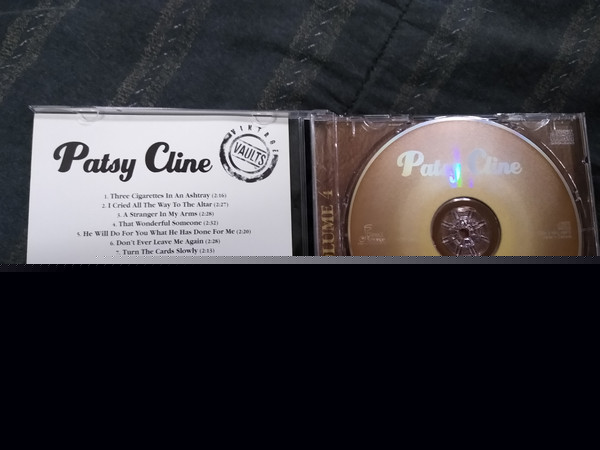 Patsy Cline
VINTAGE
VAULTS
1. Three Cigarettes In An Ashtray (2:16)
2. I Cried All The Way To The Altar (2:27)
3. A Stranger In My Arms (2:28)
4. That Wonderful Someone (2:32)
5. He Will Do For You What He Has Done For Me (2:20)
6. Don't Ever Leave Me Again (2:28)
7. Turn The Cards Slowly (2:13)
LUME 4
Patsy Cline